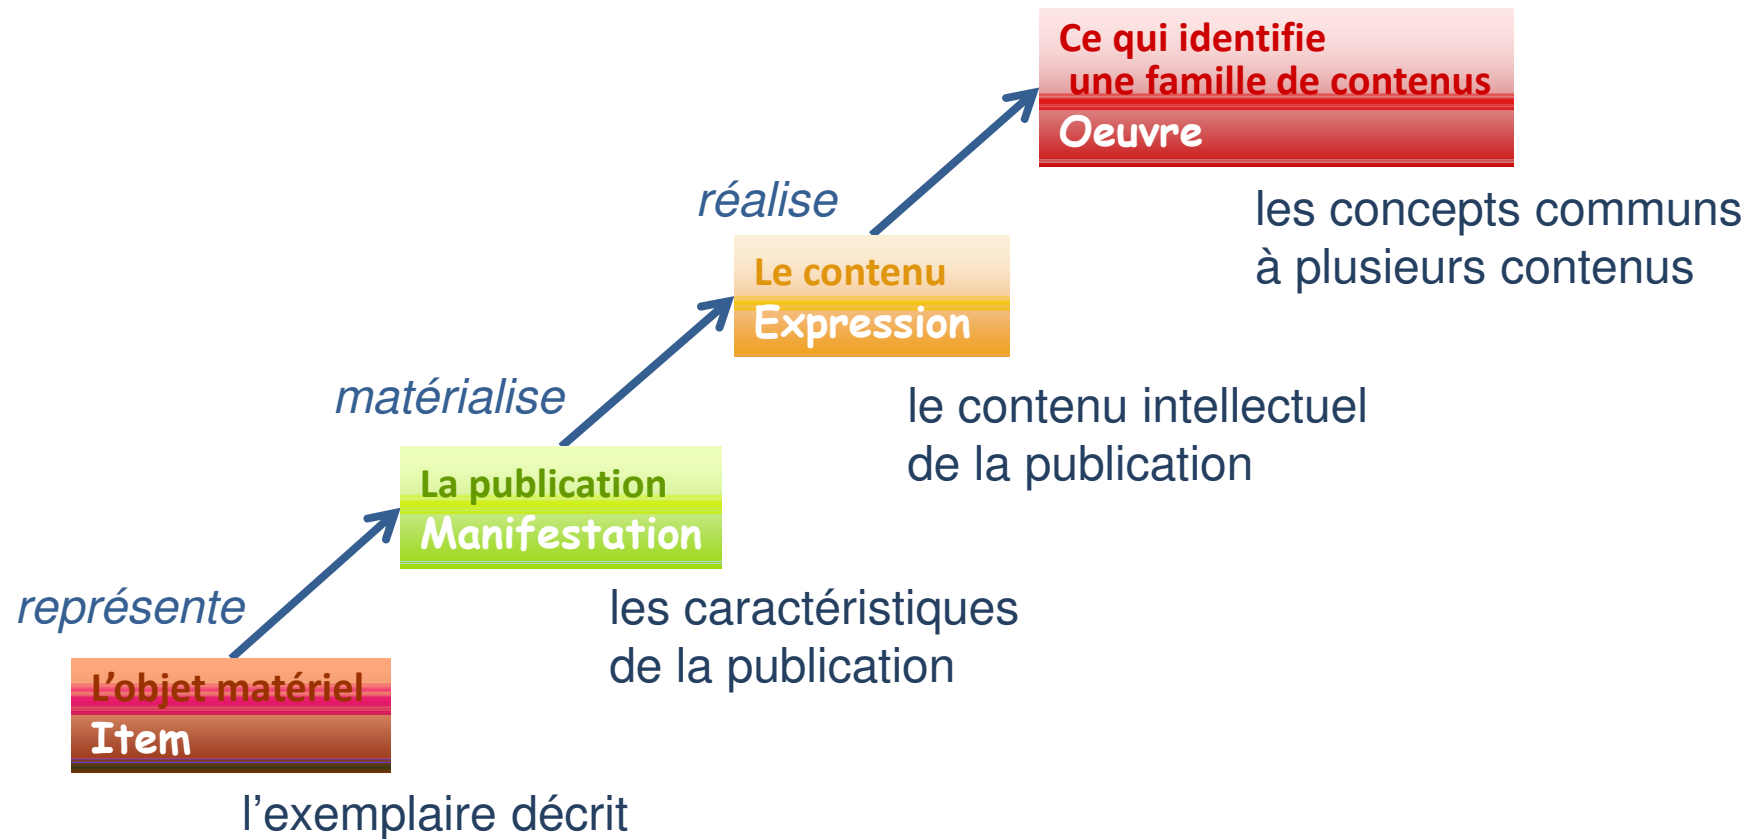 Ce qui identifie
une famille de contenus
Oeuvre
réalise
les concepts communs
à plusieurs contenus
Le contenu
Expression
matérialise
le contenu intellectuel
de la publication
La publication
Manifestation
représente
les caractéristiques
de la publication
L’objet matériel
Item
l’exemplaire décrit